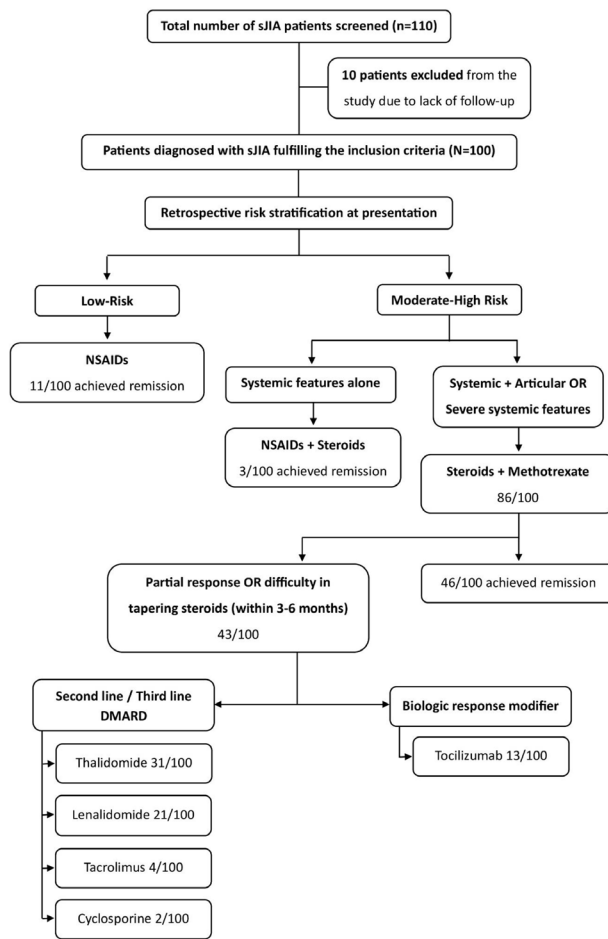 Total number of sJIA patients screened (n=110)
10 patients excluded from the
study due to lack of follow-up
Patients diagnosed with sJIA fulfilling the inclusion criteria (N=100)
Retrospective risk stratification at presentation
Low-Risk
Moderate-High Risk
NSAIDs
11/100 achieved remission
Systemic features alone
Systemic + Articular OR
Severe systemic features
NSAIDs + Steroids
3/100 achieved remission
Steroids + Methotrexate
86/100
Partial response OR difficulty in
tapering steroids (within 3-6 months)
43/100
46/100 achieved remission
Second line / Third line
DMARD
Biologic response modifier
Thalidomide 31/100
Tocilizumab 13/100
Lenalidomide 21/100
Tacrolimus 4/100
Cyclosporine 2/100